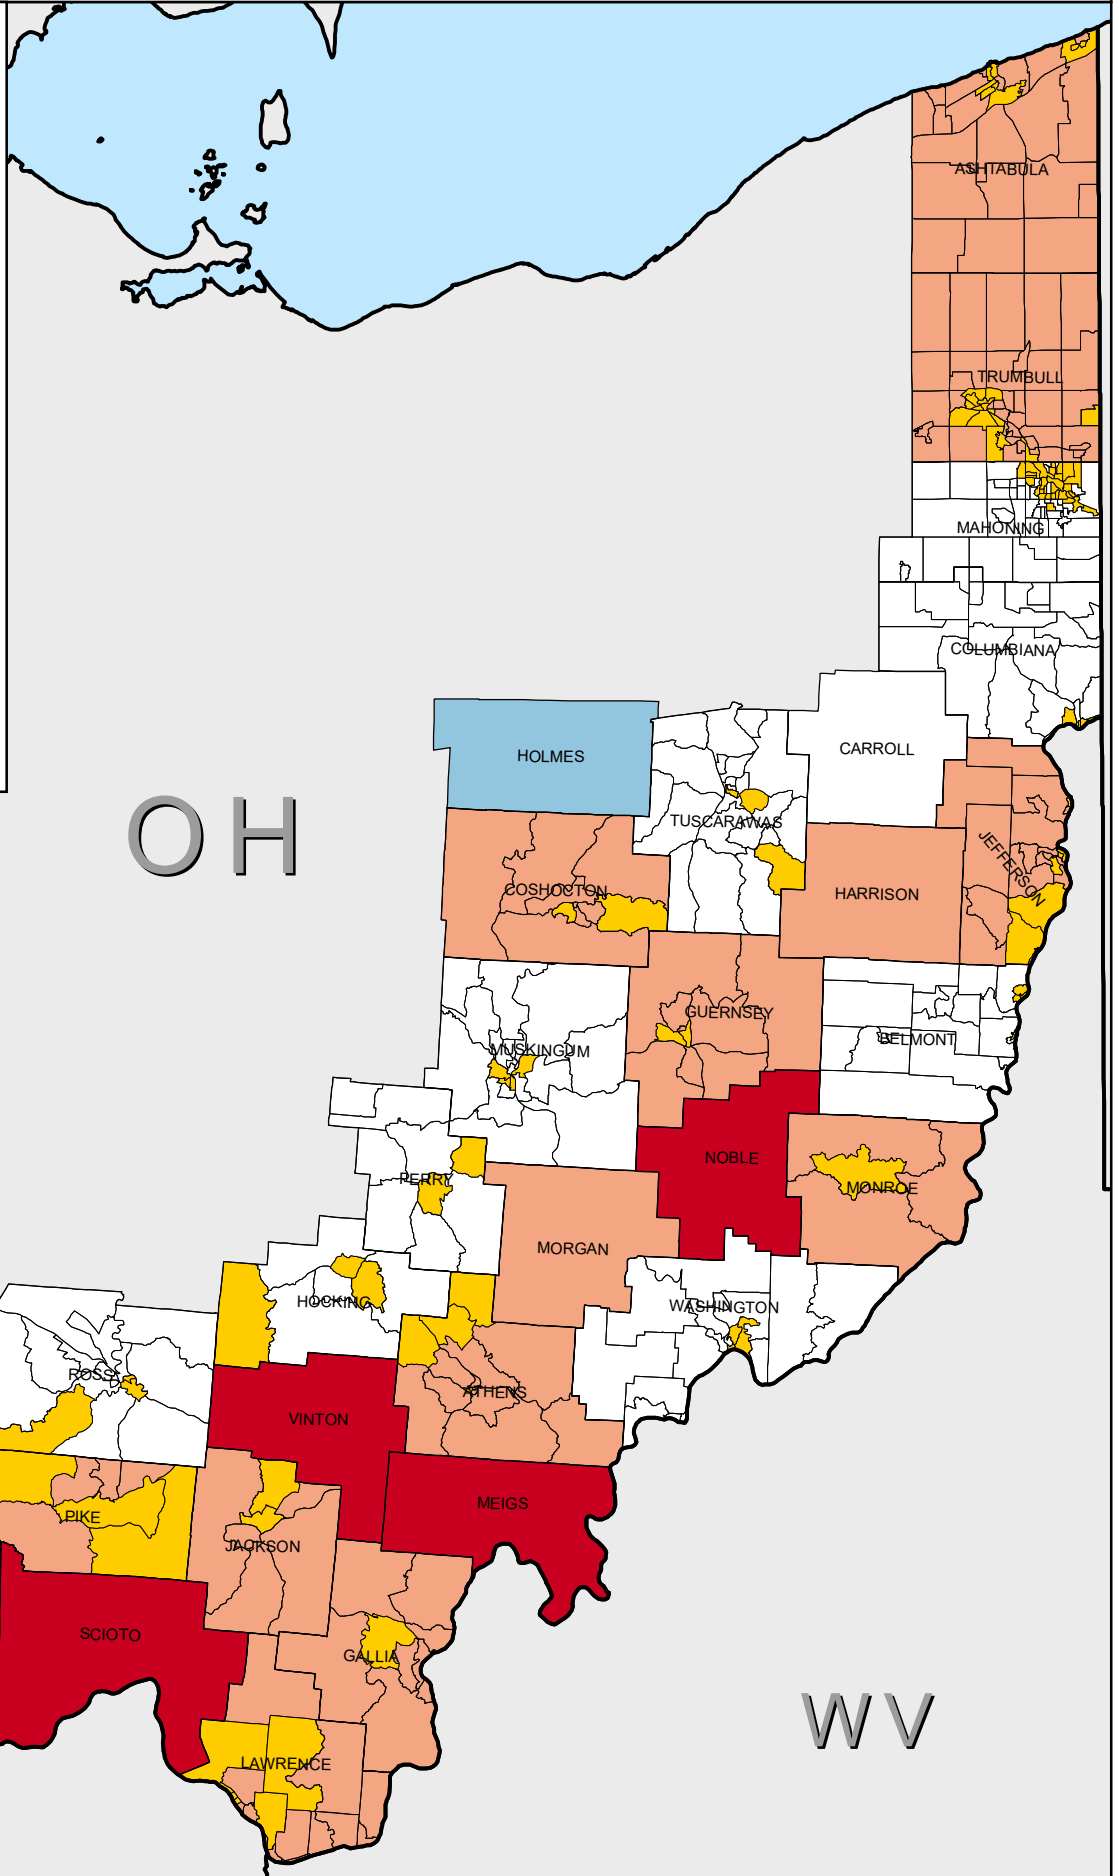 ASHTABULA
TRUMBULL
MAHONING
COLUMBIANA
HOLMES
CARROLL
TUSCARAWAS
OH
JEFFERSON
COSHOCTON
HARRISON
GUERNSEY
BELMONT
MUSKINGUM
NOBLE
PERRY
MONROE
MORGAN
HOCKING
WASHINGTON
ROSS
ATHENS
VINTON
MEIGS
PIKE
JACKSON
SCIOTO
GALLIA
WV
LAWRENCE